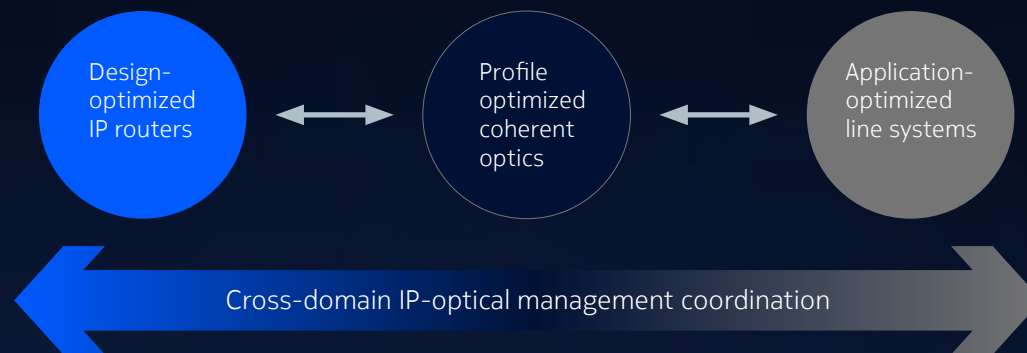 Design-
optimized
IP routers
Profile
optimized
coherent
optics
Application-
optimized
line systems
Cross-domain IP-optical management coordination